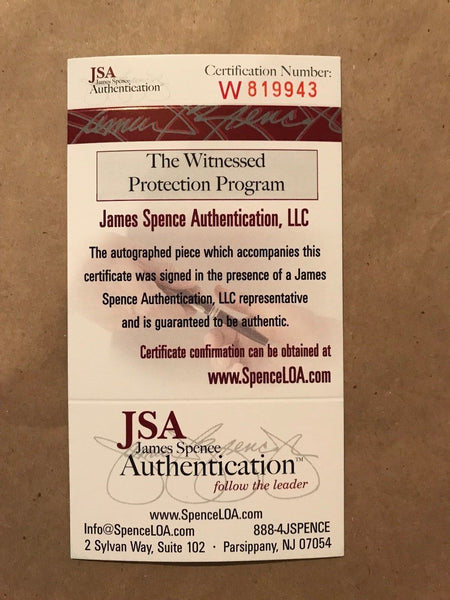 JSA
James Spence
Authentication™
Certification Number:
W 819943
The Witnessed
Protection Program
James Spence Authentication, LLC
The autographed piece which accompanies this
certificate was signed in the presence of a James
Spence Authentication, LLC representative
and is guaranteed to be authentic.
Certificate confirmation can be obtained at
www.SpenceLOA.com
JSA
James Spence
Authentication™
follow the leader
www.SpenceLOA.com
Info@SpenceLOA.com 888-4JSPENCE
2 Sylvan Way, Suite 102 · Parsippany, NJ 07054